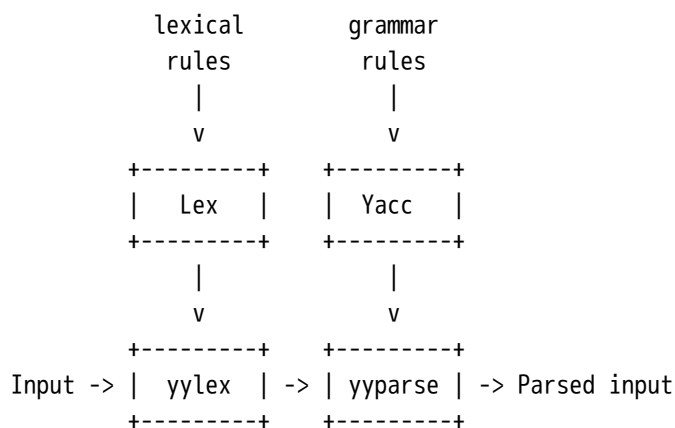 lexical        grammar
           rules          rules
             |              |
             v              v
        +---------+    +---------+
        |   Lex   |    |  Yacc   |
        +---------+    +---------+
             |              |
             v              v
        +---------+    +---------+
Input -> | yylex  | -> | yyparse | -> Parsed input
        +---------+    +---------+